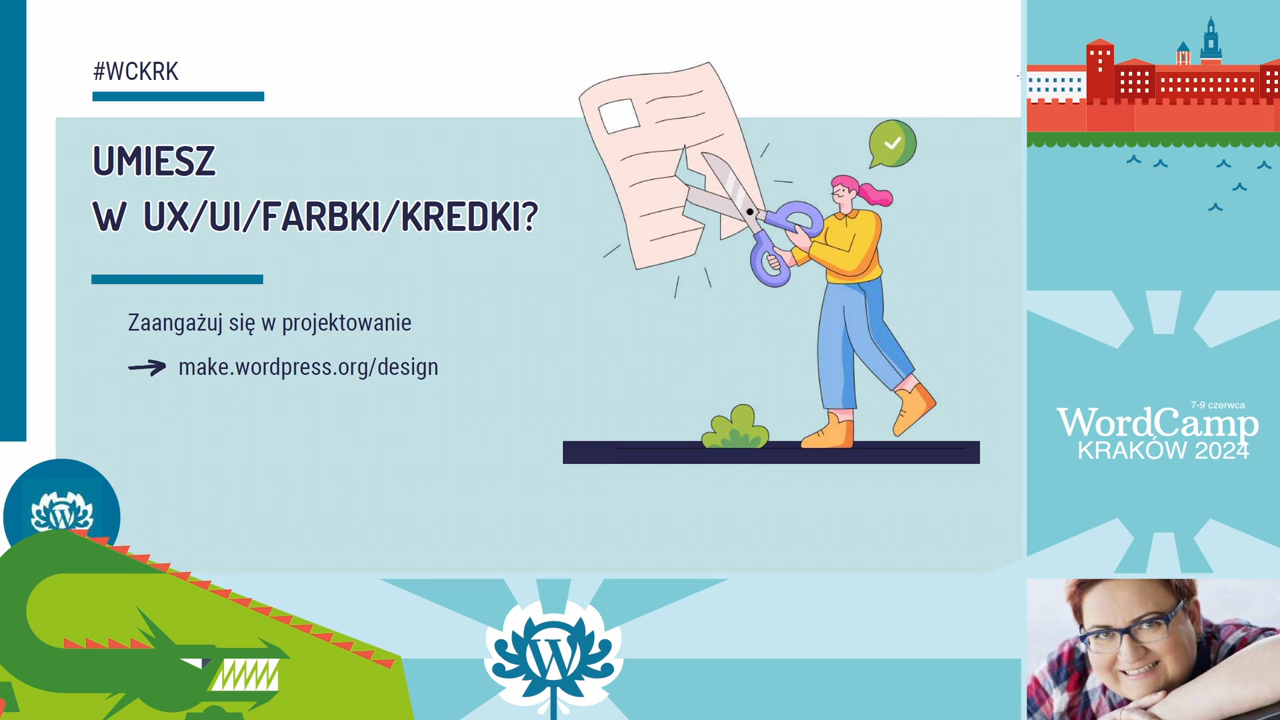 #WCKRK
UMIESZ
W UX/UI/FARBKI/KREDKI?
Zaangażuj się w projektowanie
make.wordpress.org/design
7-9 czerwca
WordCamp
KRAKÓW 2024
W
W